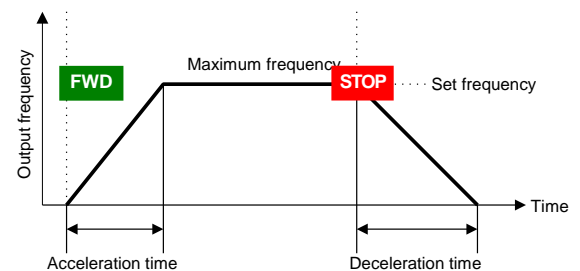 Output frequency
FWD
Maximum frequency
STOP
Set frequency
Time
Acceleration time
Deceleration time